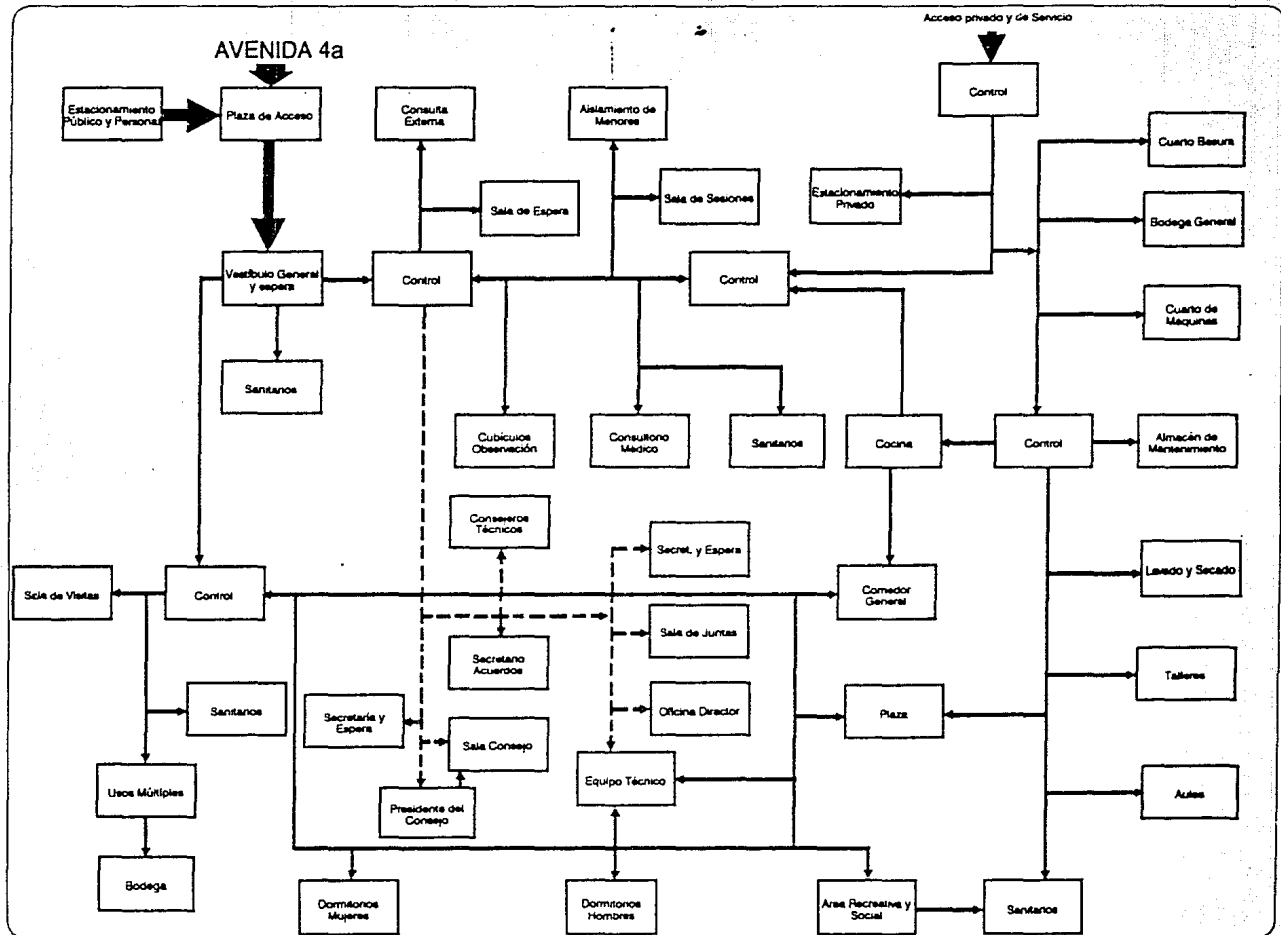 Acceso privado y de Servicio
AVENIDA 4a
Estacionamiento
Público y Personal
Plaza de Acceso
Consulta
Externa
Aislamiento de
Menores
Control
Cuarto Basura
Sala de Espera
Sala de Sesiones
Estacionamiento
Privado
Bodega General
Vestíbulo General
y espera
Control
Control
Cuarto de
Maquinas
Sanitarios
Cubículos
Observación
Consultorio
Médico
Sanitarios
Cocina
Control
Almacén de
Mantenimiento
Consejeros
Técnicos
Secret. y Espera
Sala de Visitas
Control
Comedor
General
Lavado y Secado
Secretario
Acuerdos
Sala de Juntas
Sanitarios
Secretaría y
Espera
Sala Consejo
Oficina Director
Plaza
Talleres
Usos Múltiples
Presidente del
Consejo
Equipo Técnico
Aulas
Bodega
Dormitorios
Mujeres
Dormitorios
Hombres
Area Recreativa y
Social
Sanitarios